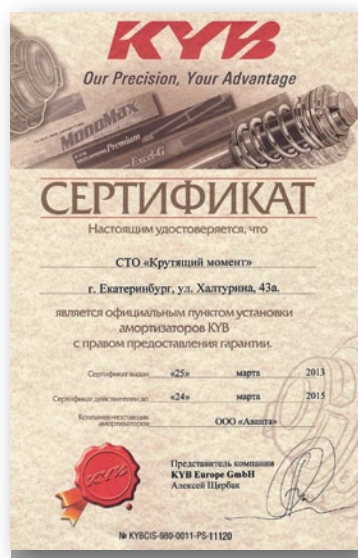 KYB
Our Precision, Your Advantage
MonoMax
Premium
Excel-G
СЕРТИФИКАТ
Настоящим удостоверяется, что
СТО «Крутящий момент»
г. Екатеринбург, ул. Халтурина, 43а.
является официальным пунктом установки
амортизаторов KYB
с правом предоставления гарантии.
Сертификат выдан «25» марта 2013
Сертификат действителен до «24» марта 2015
Компания-поставщик
амортизаторов ООО «Аванта»
Представитель компании
KYB Europe GmbH
Алексей Щербак
KYB
№ KYBCIS-980-0011-PS-11120